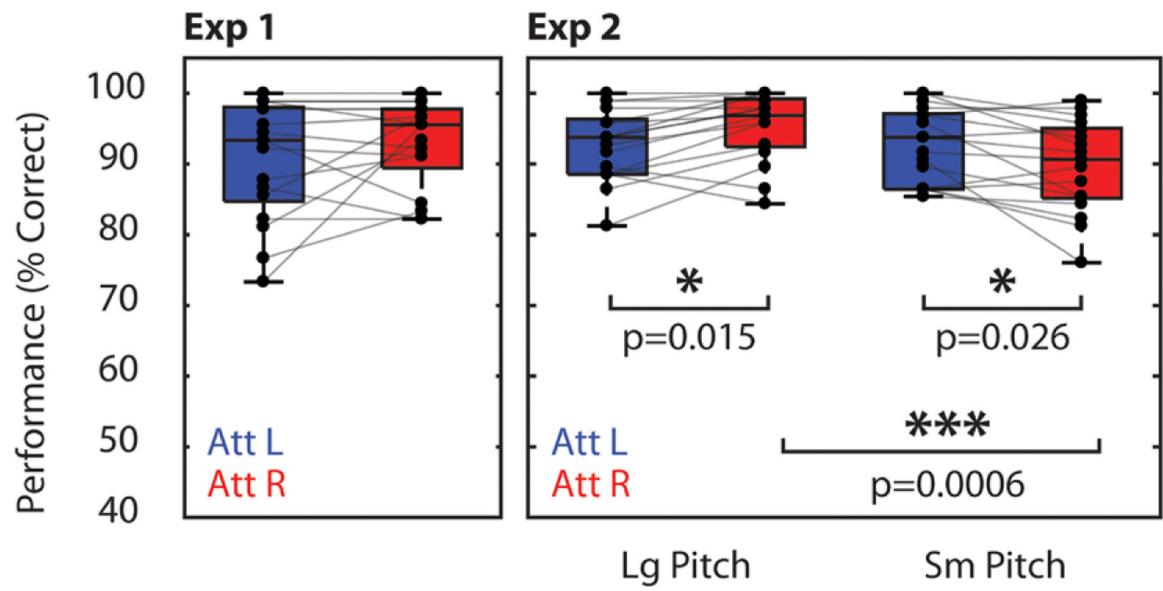 Exp 1
Exp 2
Performance (% Correct)
100
90
80
70
60
50
40
*
p=0.015
*
p=0.026
***
p=0.0006
Att L
Att R
Att L
Att R
Lg Pitch
Sm Pitch